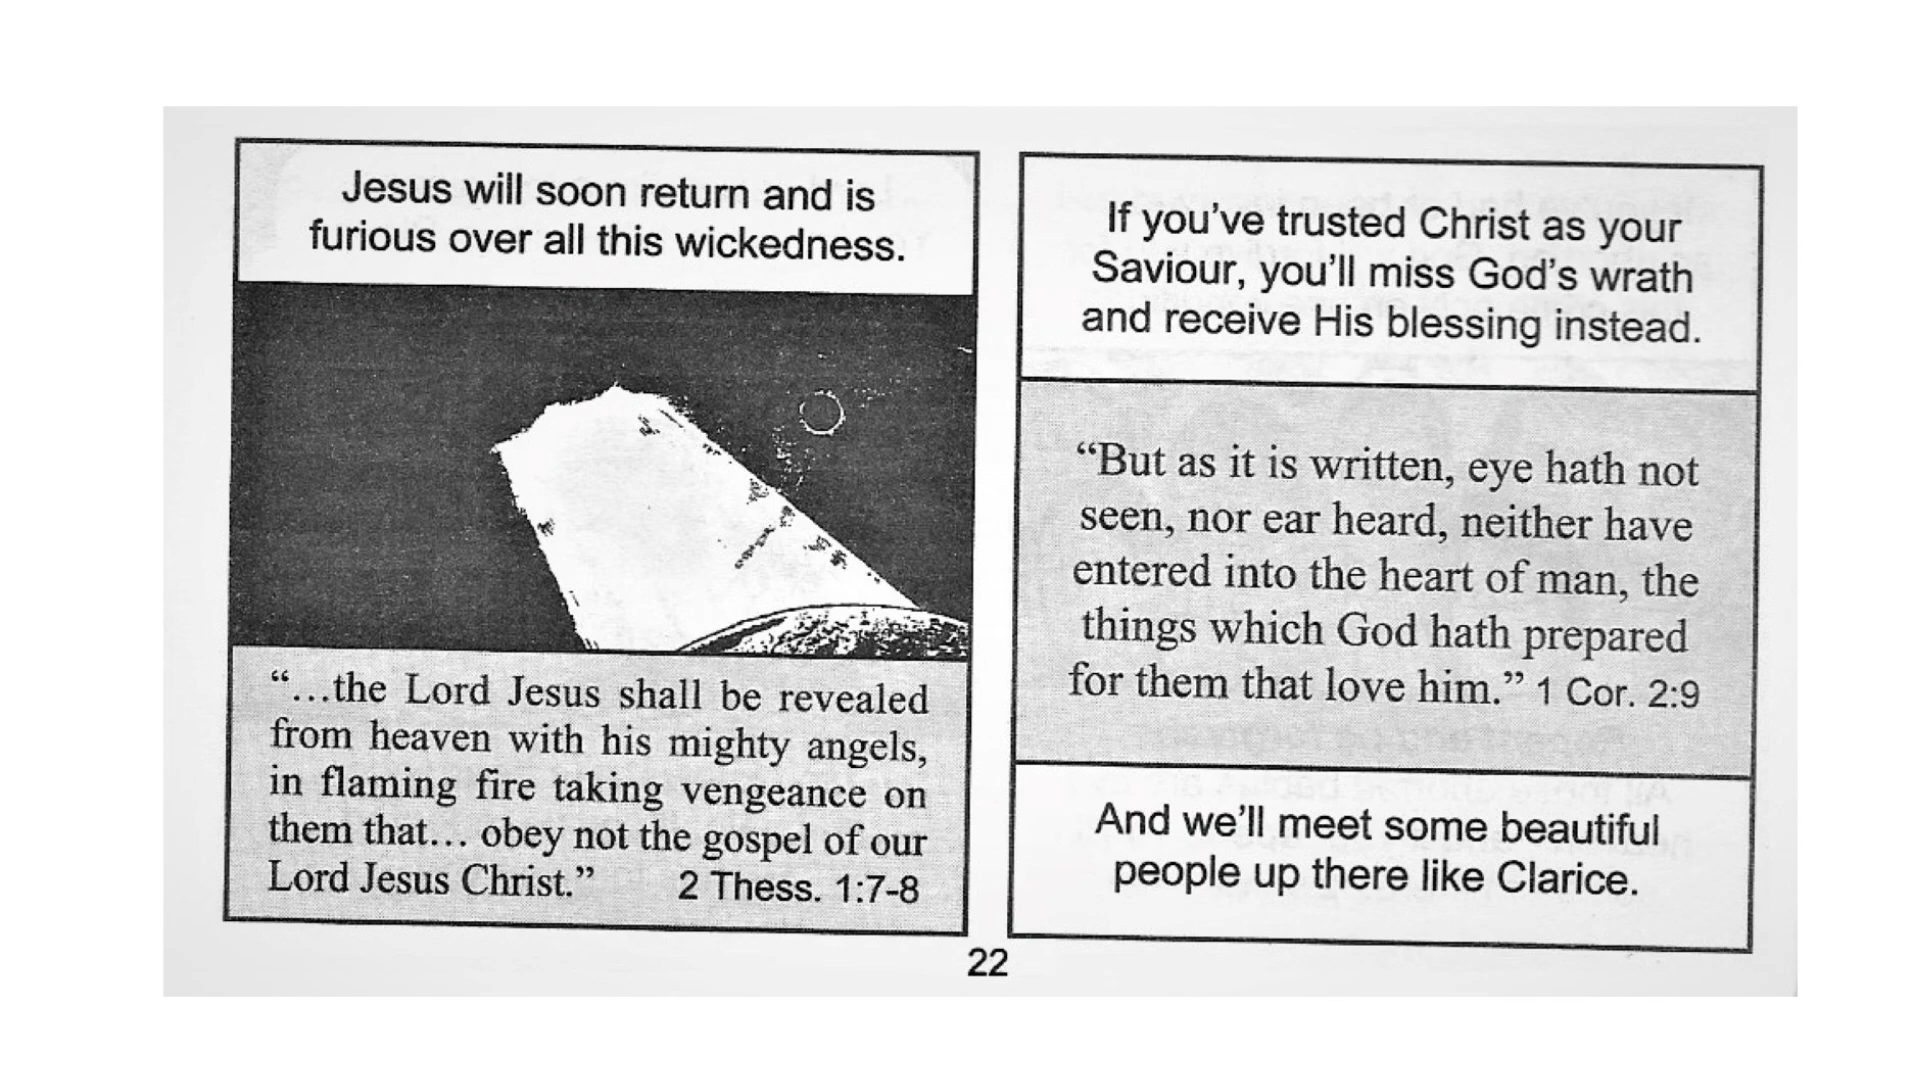 Jesus will soon return and is
furious over all this wickedness.
“...the Lord Jesus shall be revealed
from heaven with his mighty angels,
in flaming fire taking vengeance on
them that... obey not the gospel of our
Lord Jesus Christ.” 2 Thess. 1:7-8
If you’ve trusted Christ as your
Saviour, you’ll miss God’s wrath
and receive His blessing instead.
“But as it is written, eye hath not
seen, nor ear heard, neither have
entered into the heart of man, the
things which God hath prepared
for them that love him.” 1 Cor. 2:9
And we’ll meet some beautiful
people up there like Clarice.
22